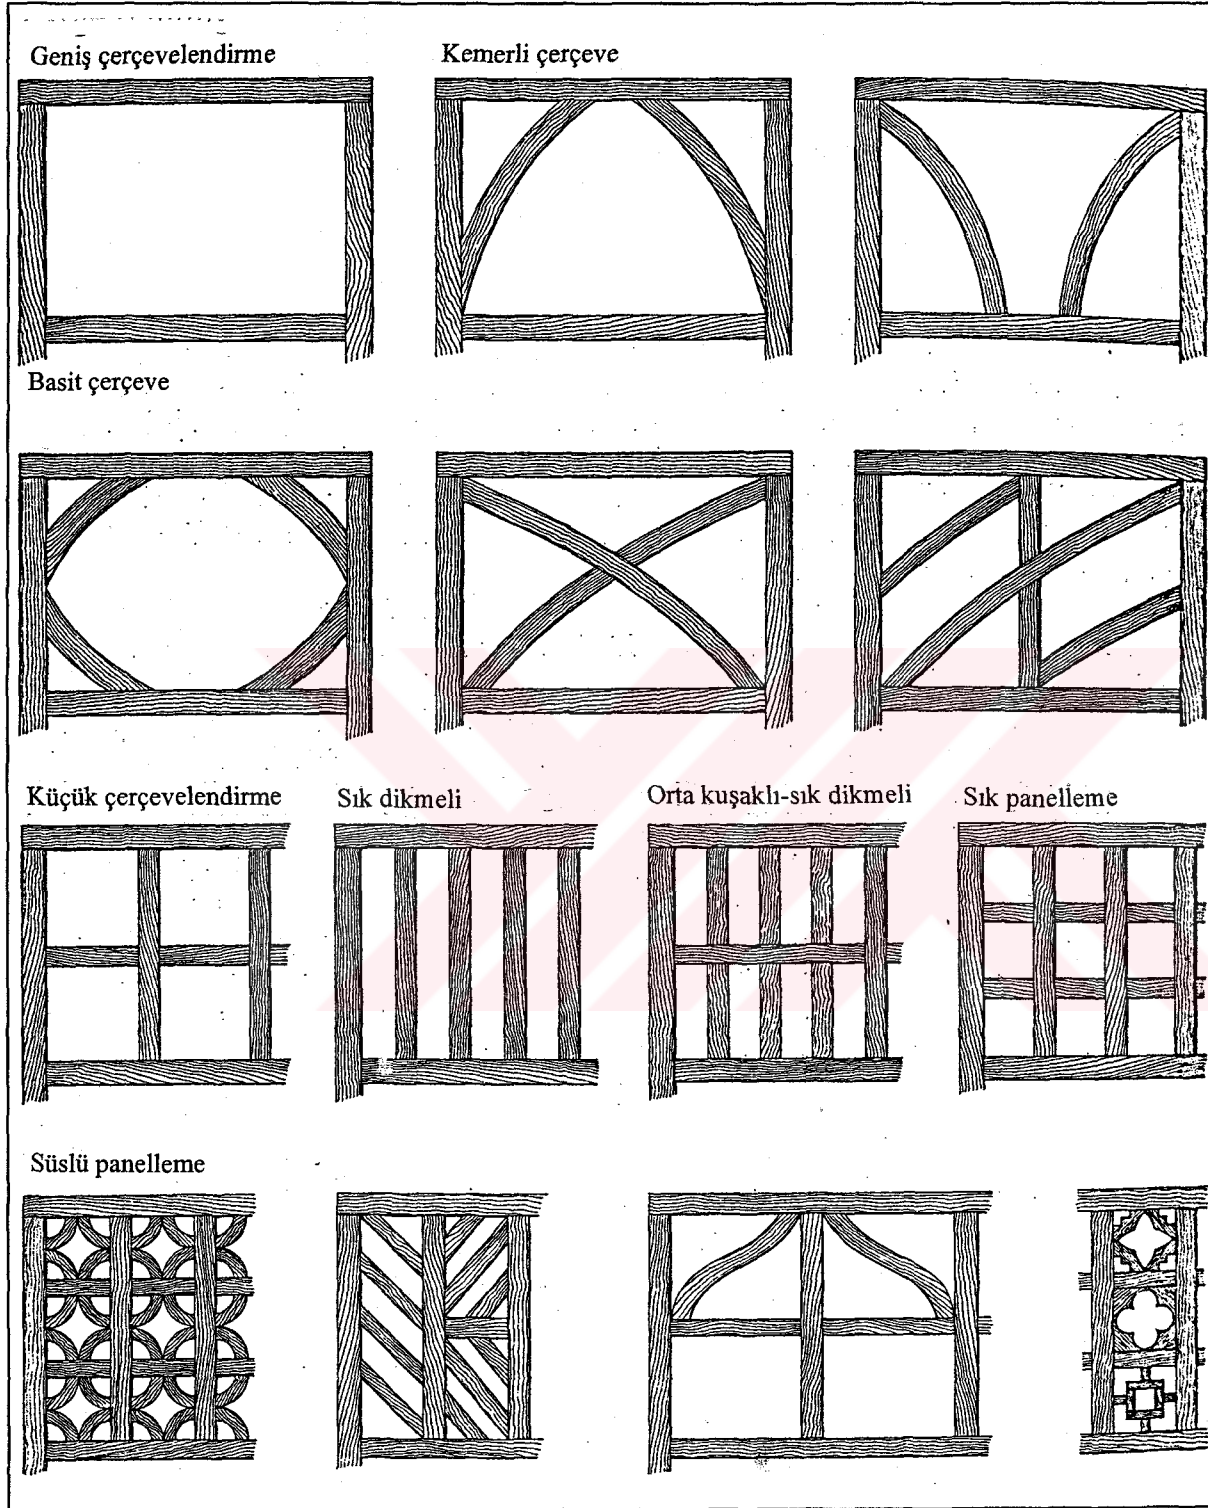 Geniş çerçevelendirme
Kemerli çerçeve
Basit çerçeve
Küçük çerçevelendirme
Sık dikmeli
Orta kuşaklı-sık dikmeli
Sık panelleme
Süslü panelleme